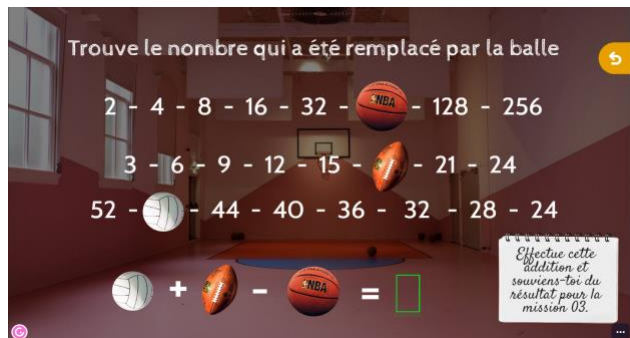 Trouve le nombre qui a été remplacé par la balle
2 - 4 - 8 - 16 - 32 - NBA - 128 - 256
3 - 6 - 9 - 12 - 15 - - 21 - 24
52 - - 44 - 40 - 36 - 32 - 28 - 24
+ - NBA =
Effectue cette
addition et
souviens-toi du
résultat pour la
mission 03.